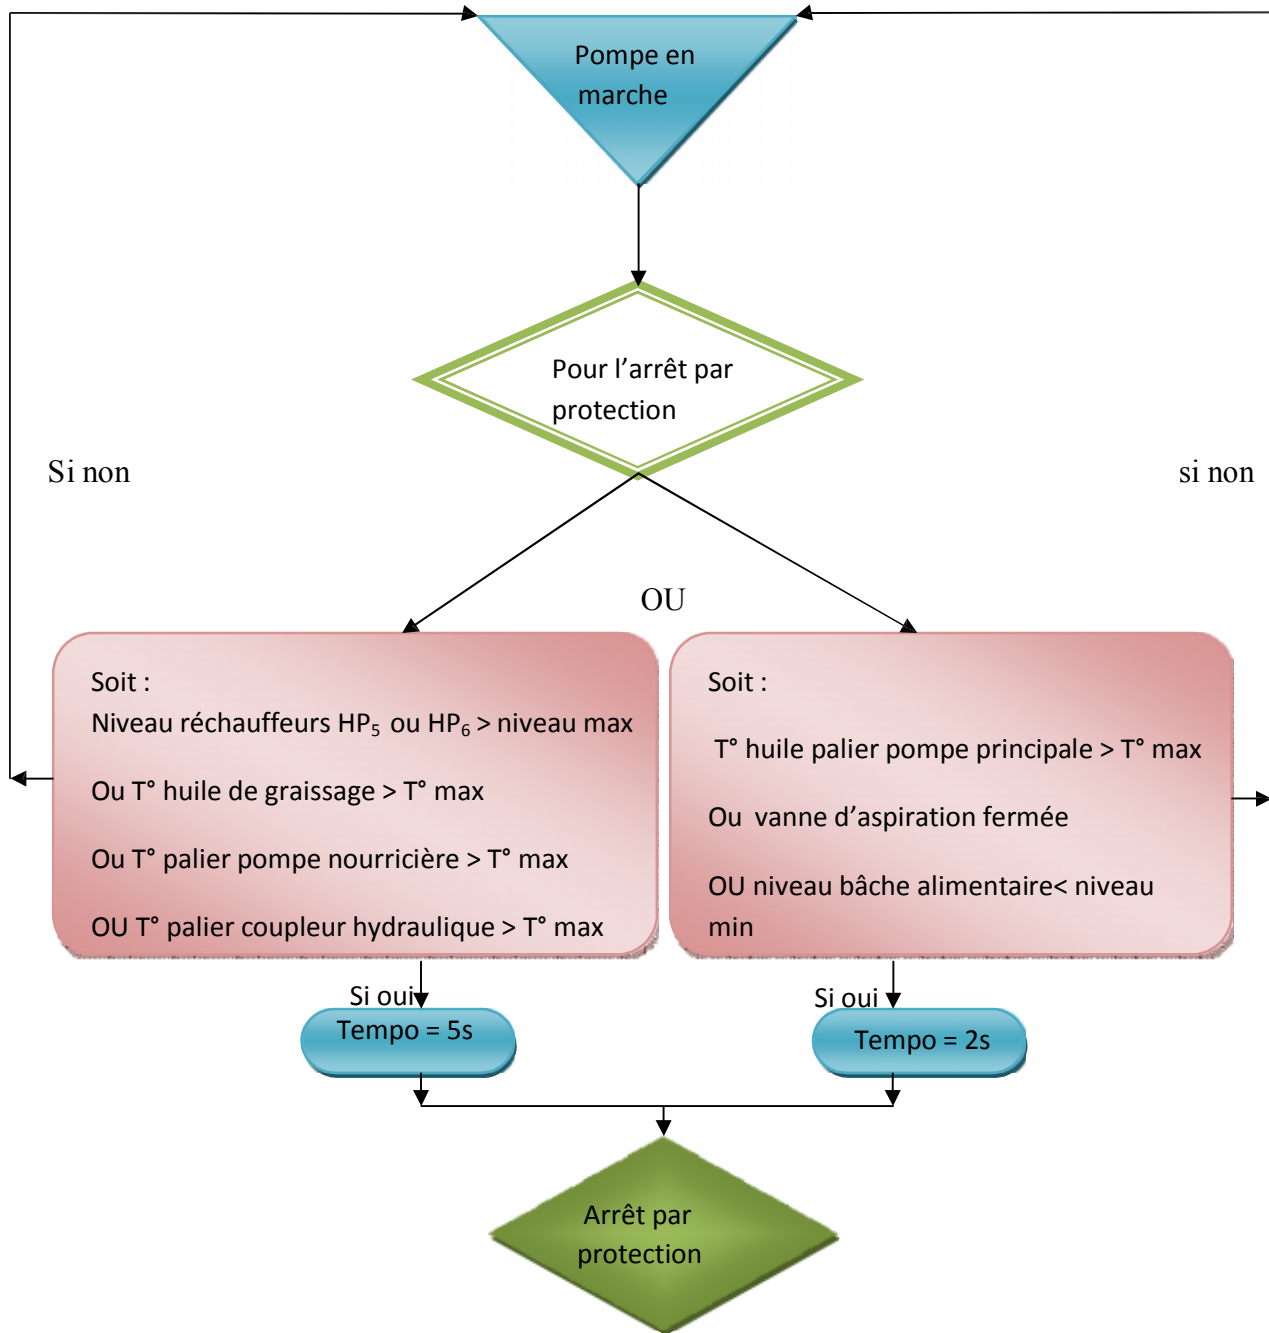 Pompe en
marche
Pour l’arrêt par
protection
Si non
si non
OU
Soit :
Niveau réchauffeurs HP₅ ou HP₆ > niveau max
Ou T° huile de graissage > T° max
Ou T° palier pompe nourricière > T° max
OU T° palier coupleur hydraulique > T° max
Soit :
T° huile palier pompe principale > T° max
Ou vanne d’aspiration fermée
OU niveau bâche alimentaire< niveau
min
Si oui
Tempo = 5s
Si oui
Tempo = 2s
Arrêt par
protection